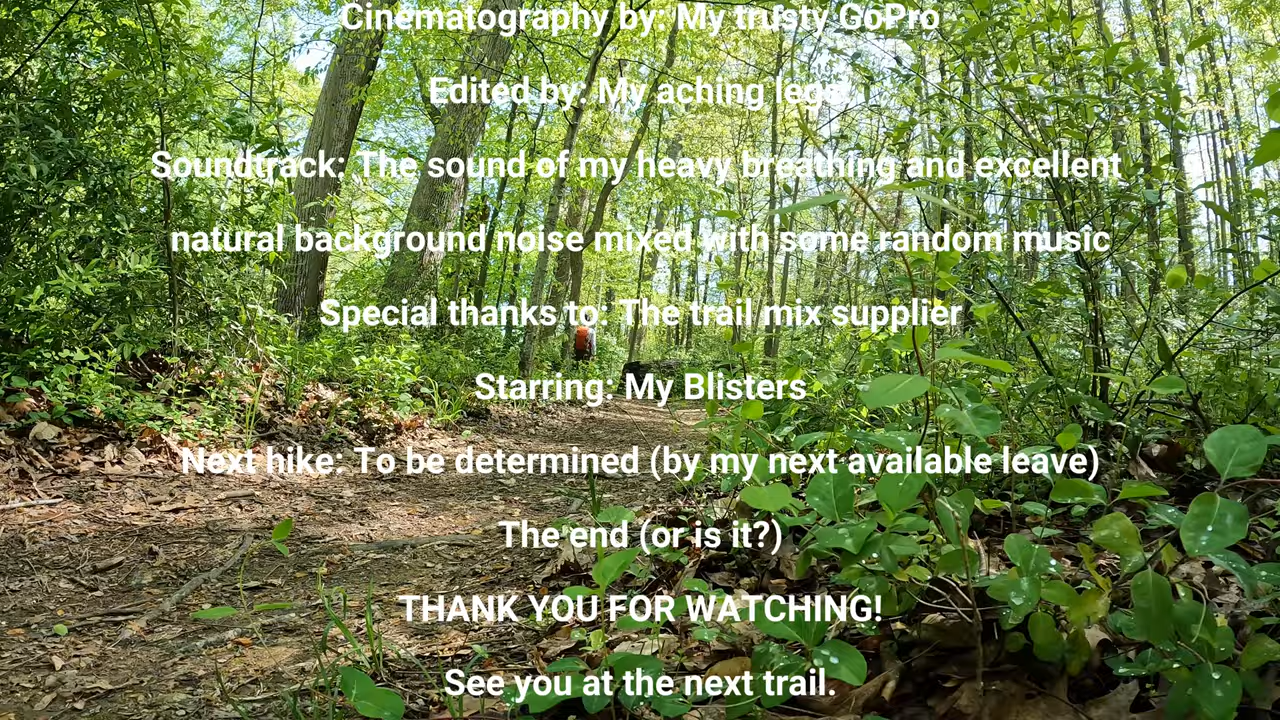 Cinematography by: My trusty GoPro
Edited by: My aching legs
Soundtrack: The sound of my heavy breathing and excellent
natural background noise mixed with some random music
Special thanks to: The trail mix supplier
Starring: My Blisters
Next hike: To be determined (by my next available leave)
The end (or is it?)
THANK YOU FOR WATCHING!
See you at the next trail.